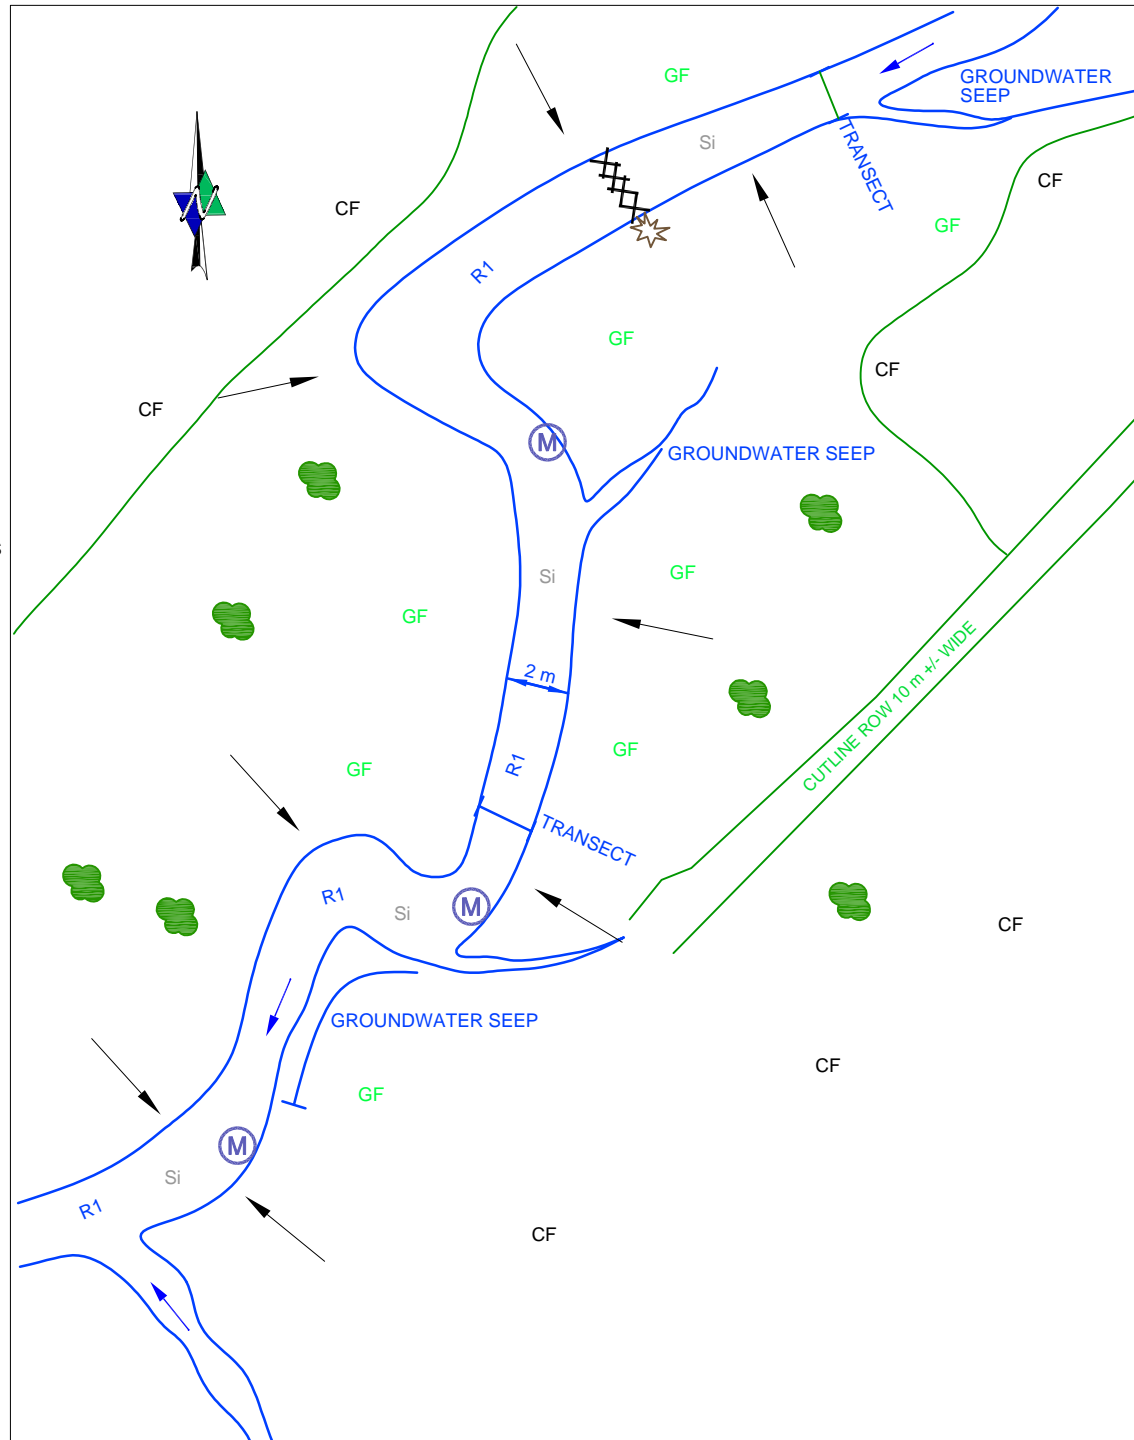 GF
GROUNDWATER
SEEP
Si
TRANSECT
CF
CF
GF
R1
GF
CF
CF
M
GROUNDWATER SEEP
Si
GF
GF
2 m
CUTLINE ROW 10 m +/- WIDE
GF
R1
GF
TRANSECT
R1
M
Si
CF
GROUNDWATER SEEP
CF
GF
M
Si
R1
CF